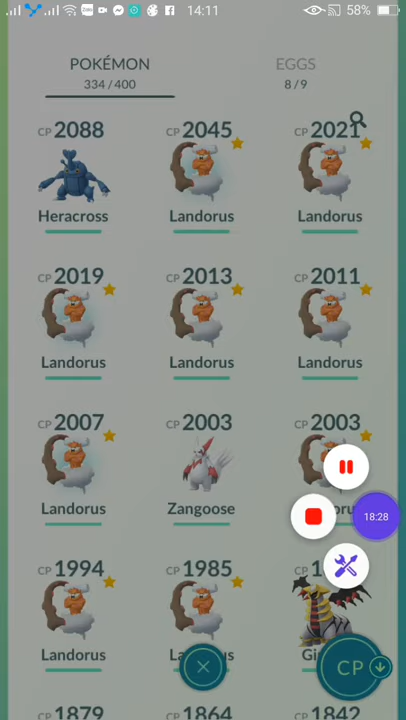 14:11 58%
POKÉMON EGGS
334 / 400 8 / 9
CP 2088 CP 2045 CP 2021
Heracross Landorus Landorus
CP 2019 CP 2013 CP 2011
Landorus Landorus Landorus
CP 2007 CP 2003 CP 2003
Landorus Zangoose
18:28
CP 1994 CP 1985 CP
Landorus Landorus
CP
1879 1864 1842